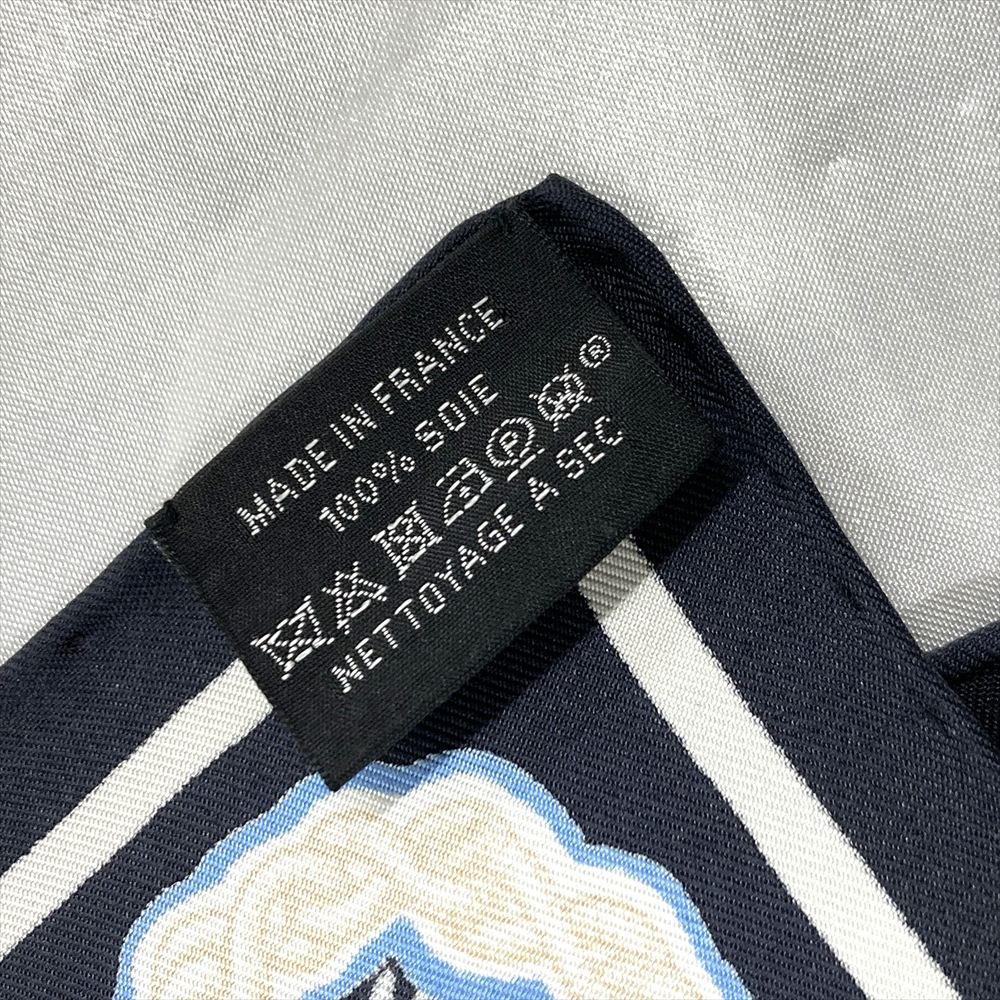 MADE IN FRANCE
100% SOIE
P ®
NETTOYAGE A SEC